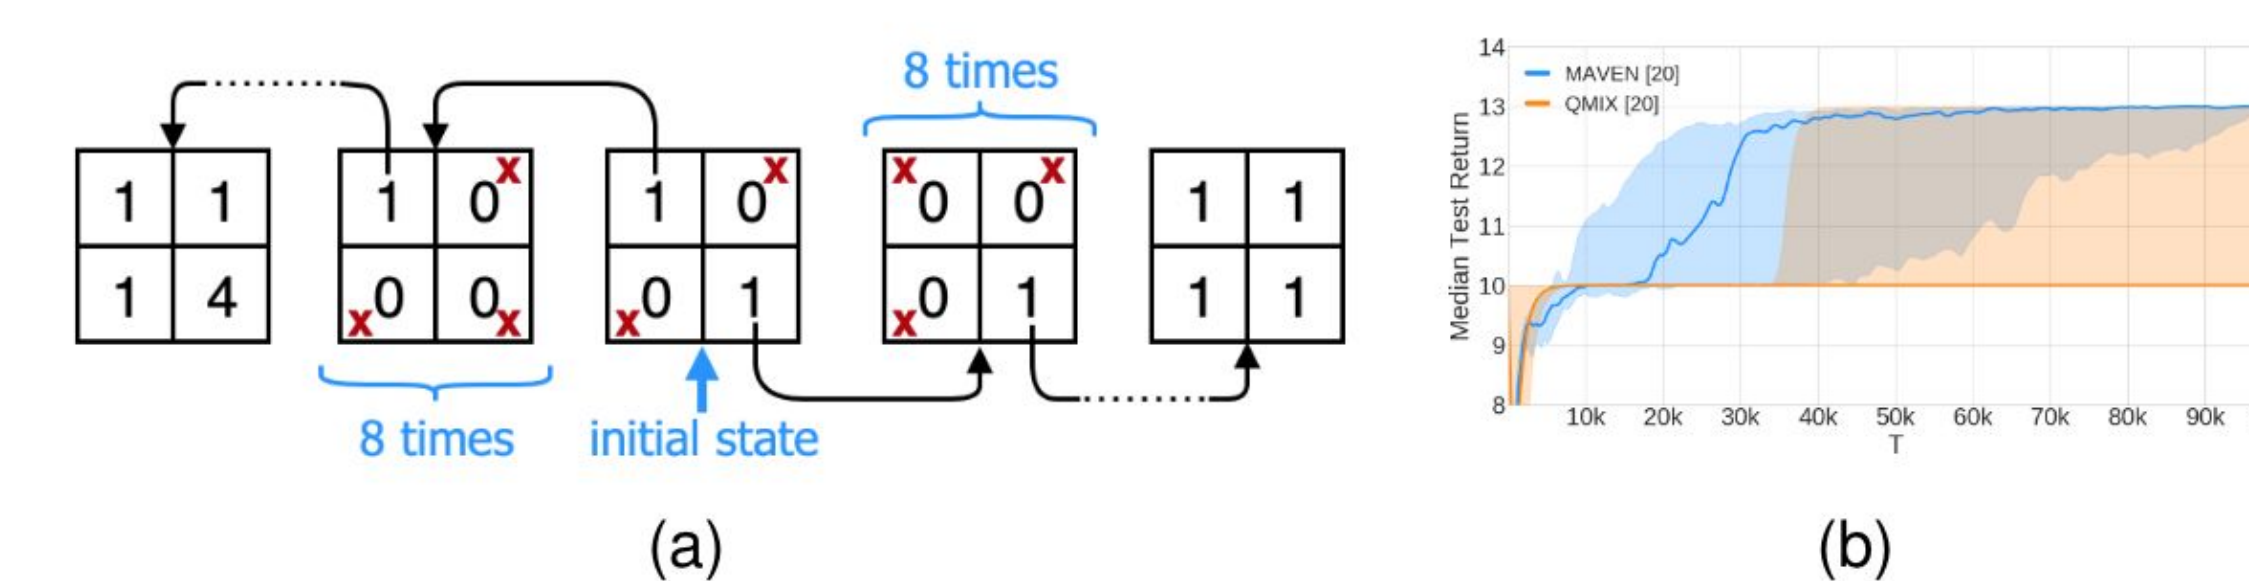 8 times
1 1
1 4
1 0 x
x 0 0 x
1 0 x
x 0 1
x 0 0 x
x 0 1
1 1
1 1
8 times
initial state
(a)
14
13
12
11
10
9
8
Median Test Return
MAVEN [20]
QMIX [20]
10k 20k 30k 40k 50k 60k 70k 80k 90k
T
(b)